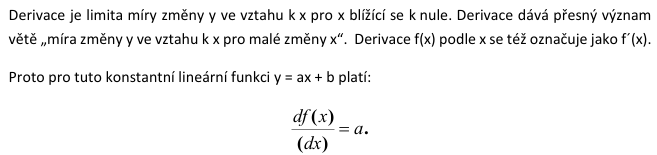 Derivace je limita míry změny y ve vztahu k x pro x blížící se k nule. Derivace dává přesný význam
větě „míra změny y ve vztahu k x pro malé změny x“. Derivace f(x) podle x se též označuje jako f´(x).
Proto pro tuto konstantní lineární funkci y = ax + b platí:
df(x)
(dx) = a.